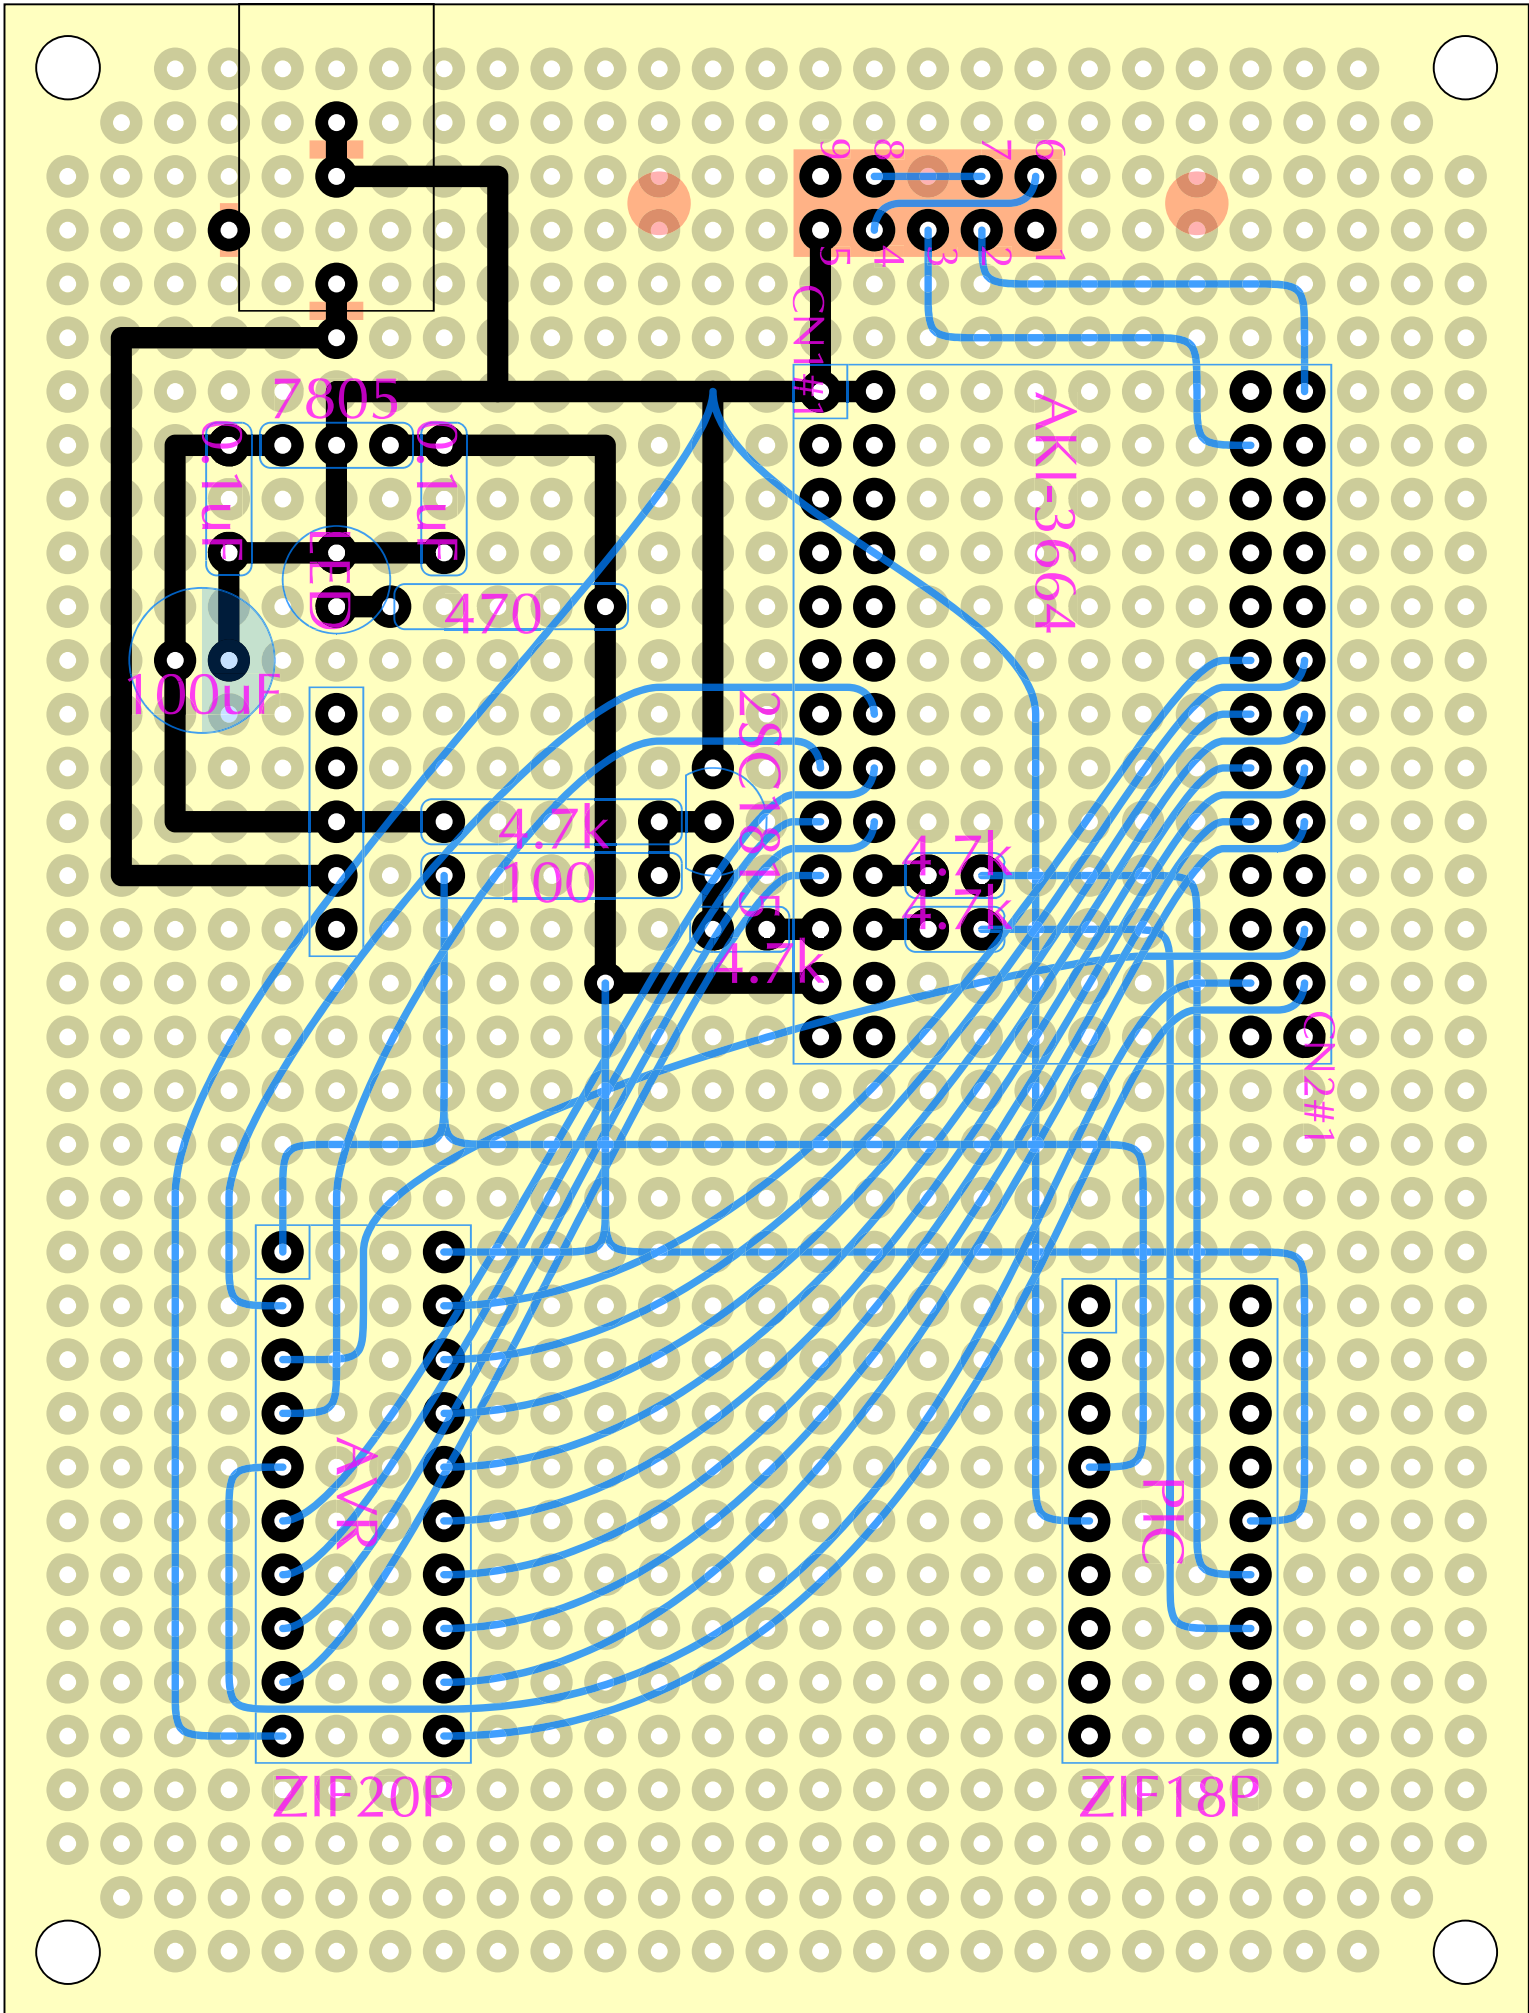 9 8 7 6
5 4 3 2 1
CN1#1
7805
0.1uF
0.1uF
AKI-3664
LED
470
100uF
2SC1815
4.7k
100
4.7k
4.7k
4.7k
CN2#1
AVR
PIC
ZIF20P
ZIF18P